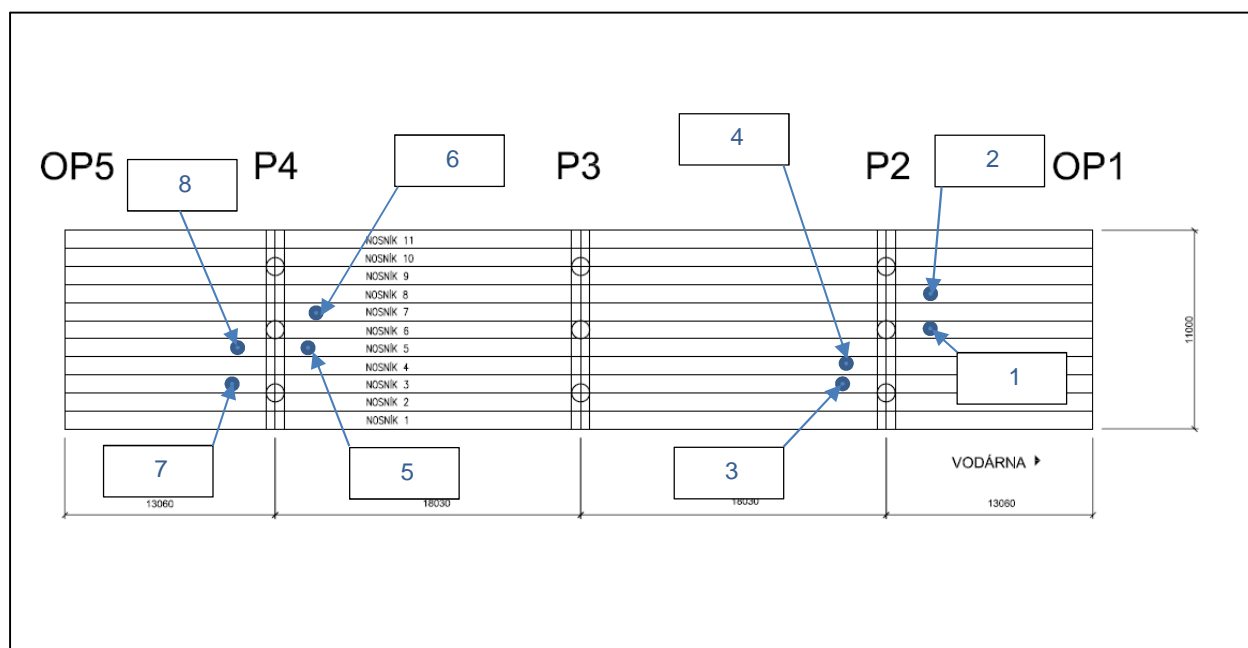 4
2
6
OP5
P4
P3
P2
OP1
8
NOSNÍK 11
NOSNÍK 10
NOSNÍK 9
NOSNÍK 8
NOSNÍK 7
NOSNÍK 6
NOSNÍK 5
NOSNÍK 4
NOSNÍK 3
NOSNÍK 2
NOSNÍK 1
11000
1
7
5
3
VODÁRNA
13060
18030
18030
13060